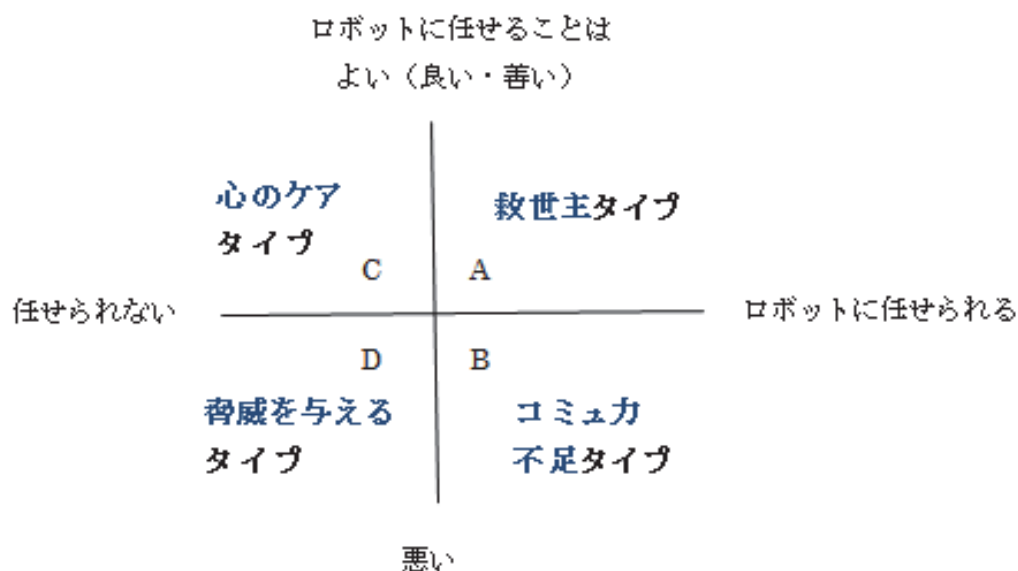 ロボットに任せることは
よい（良い・善い）
心のケア
タイプ
救世主タイプ
C
A
任せられない
ロボットに任せられる
D
B
脅威を与える
タイプ
コミュ力
不足タイプ
悪い